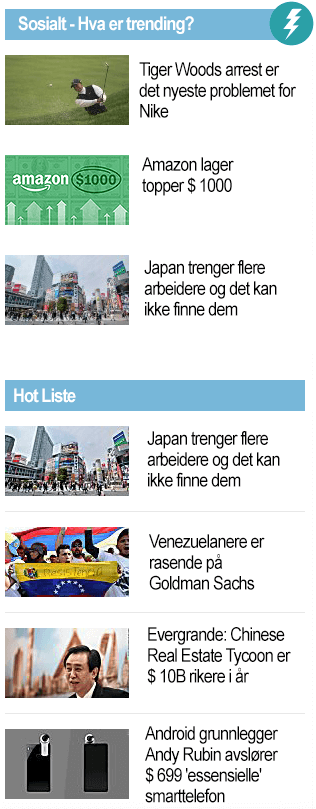 Sosialt - Hva er trending?
Tiger Woods arrest er
det nyeste problemet for
Nike
amazon $1000
Amazon lager
topper $ 1000
Japan trenger flere
arbeidere og det kan
ikke finne dem
Hot Liste
Japan trenger flere
arbeidere og det kan
ikke finne dem
Venezuelanere er
rasende på
Goldman Sachs
Evergrande: Chinese
Real Estate Tycoon er
$ 10B rikere i år
Android grunnlegger
Andy Rubin avslører
$ 699 'essensielle'
smarttelefon